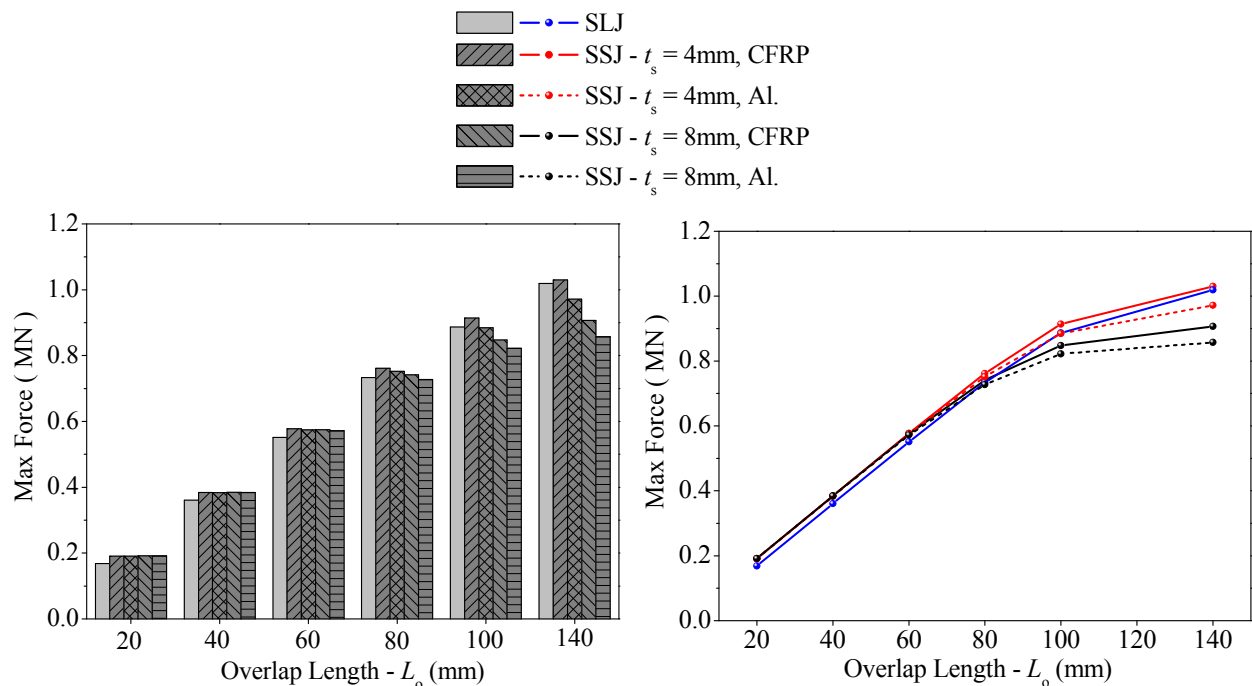 SLJ
SSJ - ts = 4mm, CFRP
SSJ - ts = 4mm, Al.
SSJ - ts = 8mm, CFRP
SSJ - ts = 8mm, Al.
Max Force ( MN )
1.2
1.0
0.8
0.6
0.4
0.2
0.0
20 40 60 80 100 140
Overlap Length - Lo (mm)
Max Force ( MN )
1.2
1.0
0.8
0.6
0.4
0.2
0.0
20 40 60 80 100 120 140
Overlap Length - Lo (mm)